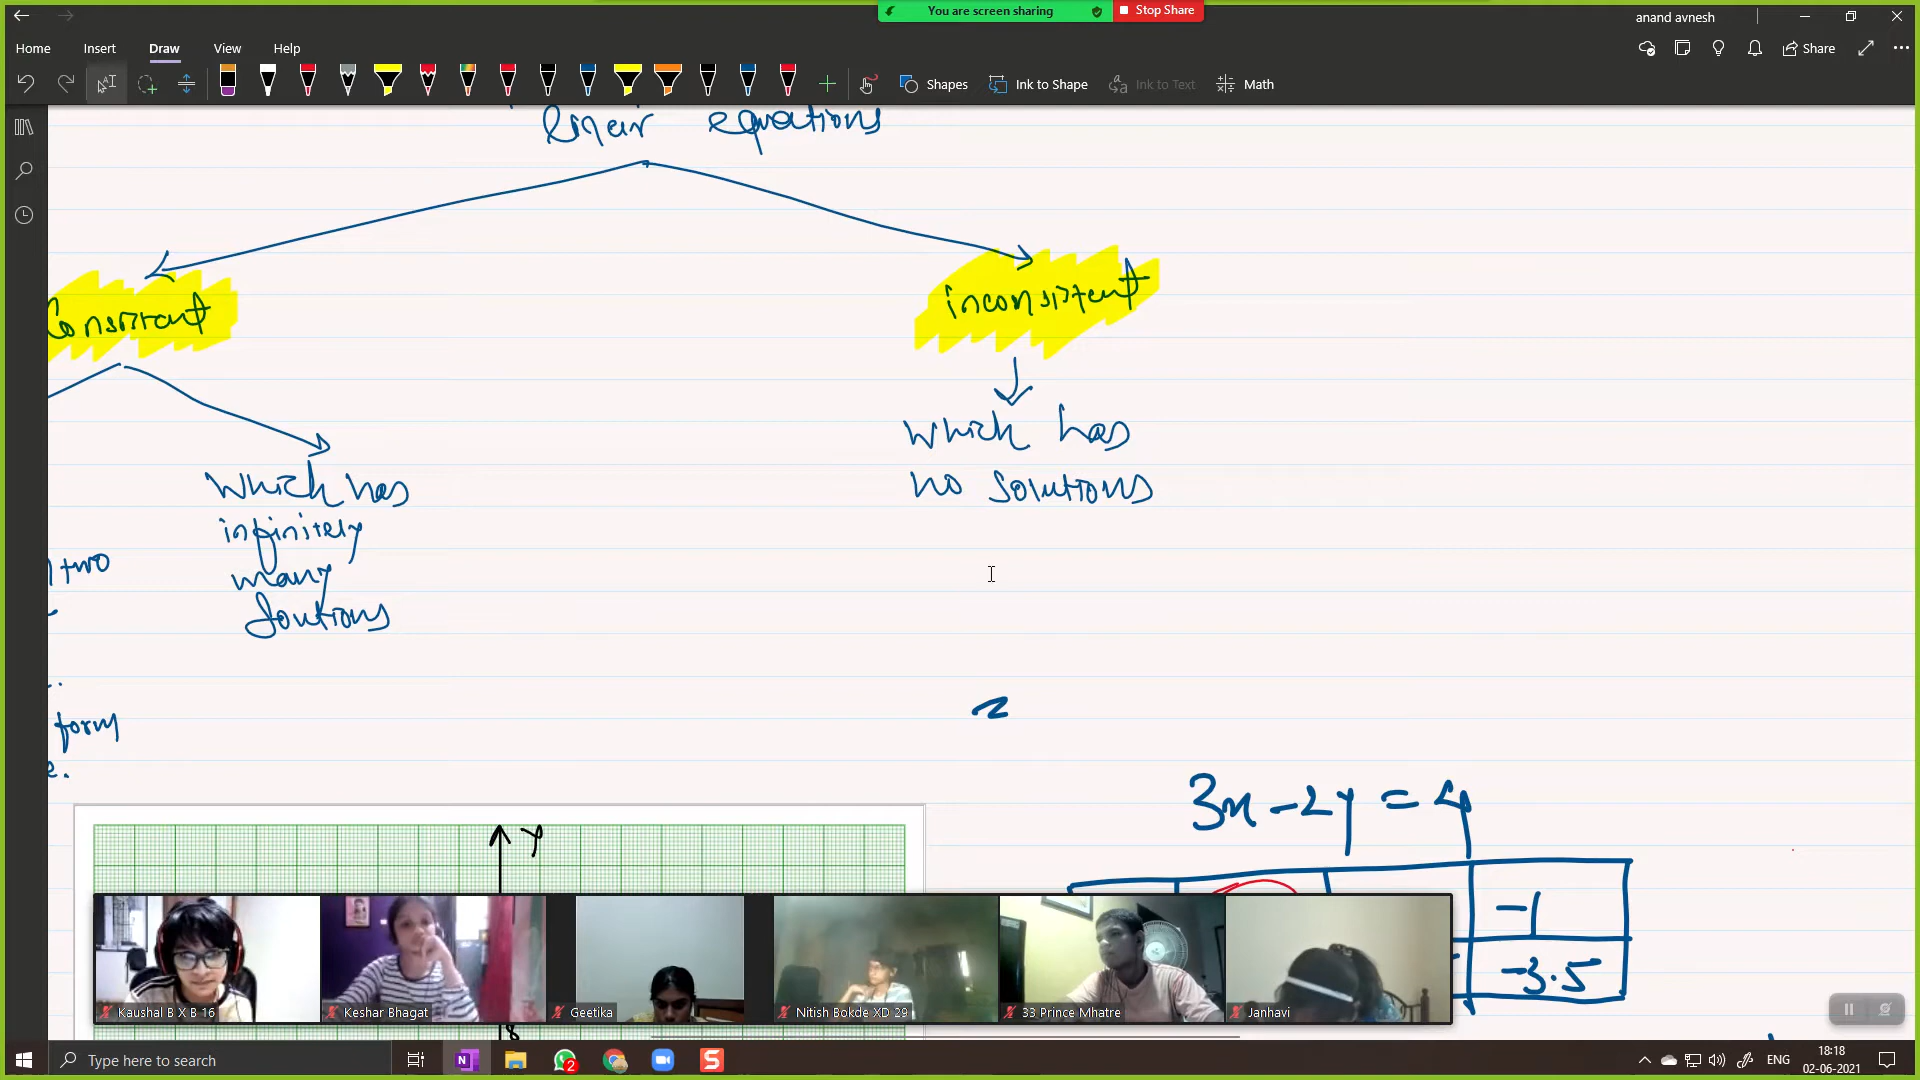 You are screen sharing
Stop Share
anand avnesh
Home Insert Draw View Help
Share
Shapes
Ink to Shape
Ink to Text
Math
linear equations
Consistent
inconsistent
which has
no solutions
which has
infinitely
many
Solutions
two
form
e.
2
3x - 2y = 4
y
-1
-3.5
8
Kaushal B X B 16
Keshar Bhagat
Geetika
Nitish Bokde XD 29
33 Prince Mhatre
Janhavi
Type here to search
N
2
S
ENG
18:18
02-06-2021